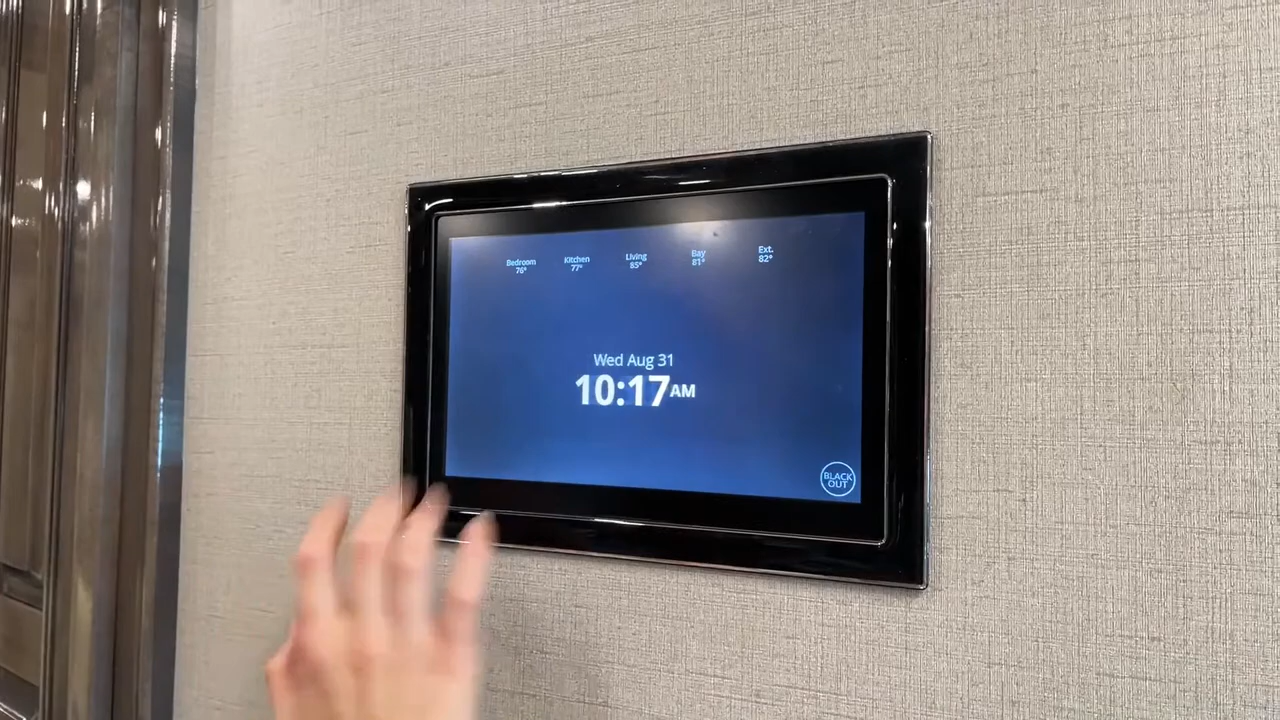 Bedroom Kitchen Living Bay Ext.
76° 77° 85° 81° 82°
Wed Aug 31
10:17AM
BLACK
OUT